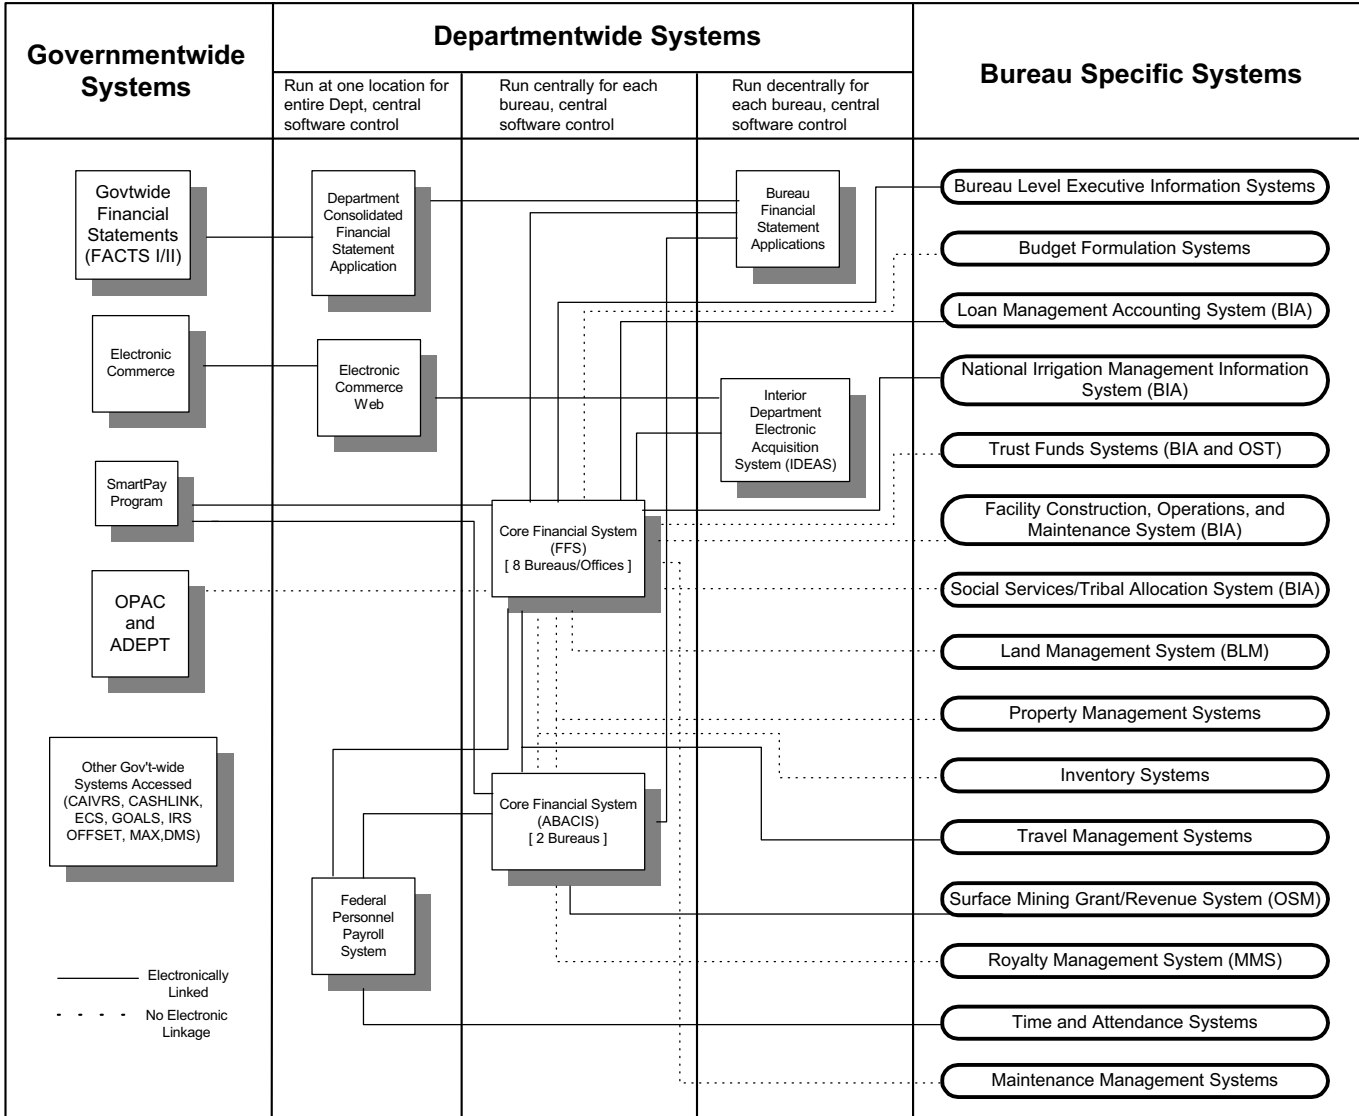 Governmentwide
Systems
Departmentwide Systems
Bureau Specific Systems
Run at one location for
entire Dept, central
software control
Run centrally for each
bureau, central
software control
Run decentrally for
each bureau, central
software control
Govtwide
Financial
Statements
(FACTS I/II)
Electronic
Commerce
SmartPay
Program
OPAC
and
ADEPT
Other Gov't-wide
Systems Accessed
(CAIVRS, CASHLINK,
ECS, GOALS, IRS
OFFSET, MAX,DMS)
Electronically
Linked
No Electronic
Linkage
Department
Consolidated
Financial
Statement
Application
Electronic
Commerce
Web
Federal
Personnel
Payroll
System
Core Financial System
(FFS)
[ 8 Bureaus/Offices ]
Core Financial System
(ABACIS)
[ 2 Bureaus ]
Bureau
Financial
Statement
Applications
Interior
Department
Electronic
Acquisition
System (IDEAS)
Bureau Level Executive Information Systems
Budget Formulation Systems
Loan Management Accounting System (BIA)
National Irrigation Management Information
System (BIA)
Trust Funds Systems (BIA and OST)
Facility Construction, Operations, and
Maintenance System (BIA)
Social Services/Tribal Allocation System (BIA)
Land Management System (BLM)
Property Management Systems
Inventory Systems
Travel Management Systems
Surface Mining Grant/Revenue System (OSM)
Royalty Management System (MMS)
Time and Attendance Systems
Maintenance Management Systems